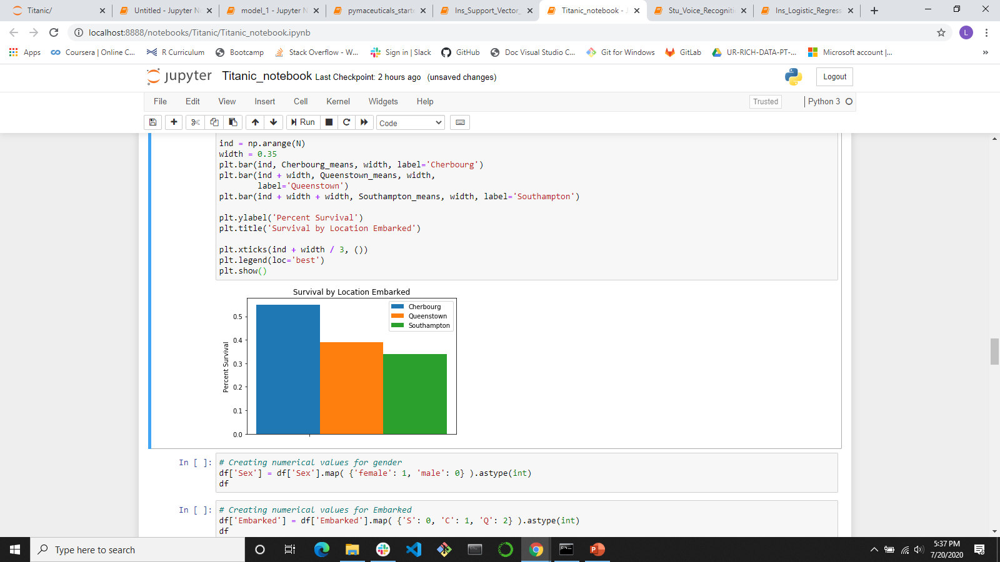 Titanic/
Untitled - Jupyter N
model_1 - Jupyter N
pymaceuticals_starte
Ins_Support_Vector_
Titanic_notebook - J
Stu_Voice_Recogniti
Ins_Logistic_Regress
localhost:8888/notebooks/Titanic/Titanic_notebook.ipynb
L
Apps
Coursera | Online C...
R Curriculum
Bootcamp
Stack Overflow - W...
Sign in | Slack
GitHub
Doc Visual Studio C...
Git for Windows
GitLab
UR-RICH-DATA-PT-...
Microsoft account |...
»
jupyter Titanic_notebook Last Checkpoint: 2 hours ago (unsaved changes)
Logout
File Edit View Insert Cell Kernel Widgets Help
Trusted
Python 3
Run
Code
ind = np.arange(N)
width = 0.35
plt.bar(ind, Cherbourg_means, width, label='Cherbourg')
plt.bar(ind + width, Queenstown_means, width,
label='Queenstown')
plt.bar(ind + width + width, Southampton_means, width, label='Southampton')
plt.ylabel('Percent Survival')
plt.title('Survival by Location Embarked')
plt.xticks(ind + width / 3, ())
plt.legend(loc='best')
plt.show()
Survival by Location Embarked
Cherbourg
Queenstown
Southampton
Percent Survival
0.5
0.4
0.3
0.2
0.1
0.0
In [ ]:
# Creating numerical values for gender
df['Sex'] = df['Sex'].map( {'female': 1, 'male': 0} ).astype(int)
df
In [ ]:
# Creating numerical values for Embarked
df['Embarked'] = df['Embarked'].map( {'S': 0, 'C': 1, 'Q': 2} ).astype(int)
df
Type here to search
5:37 PM
7/20/2020